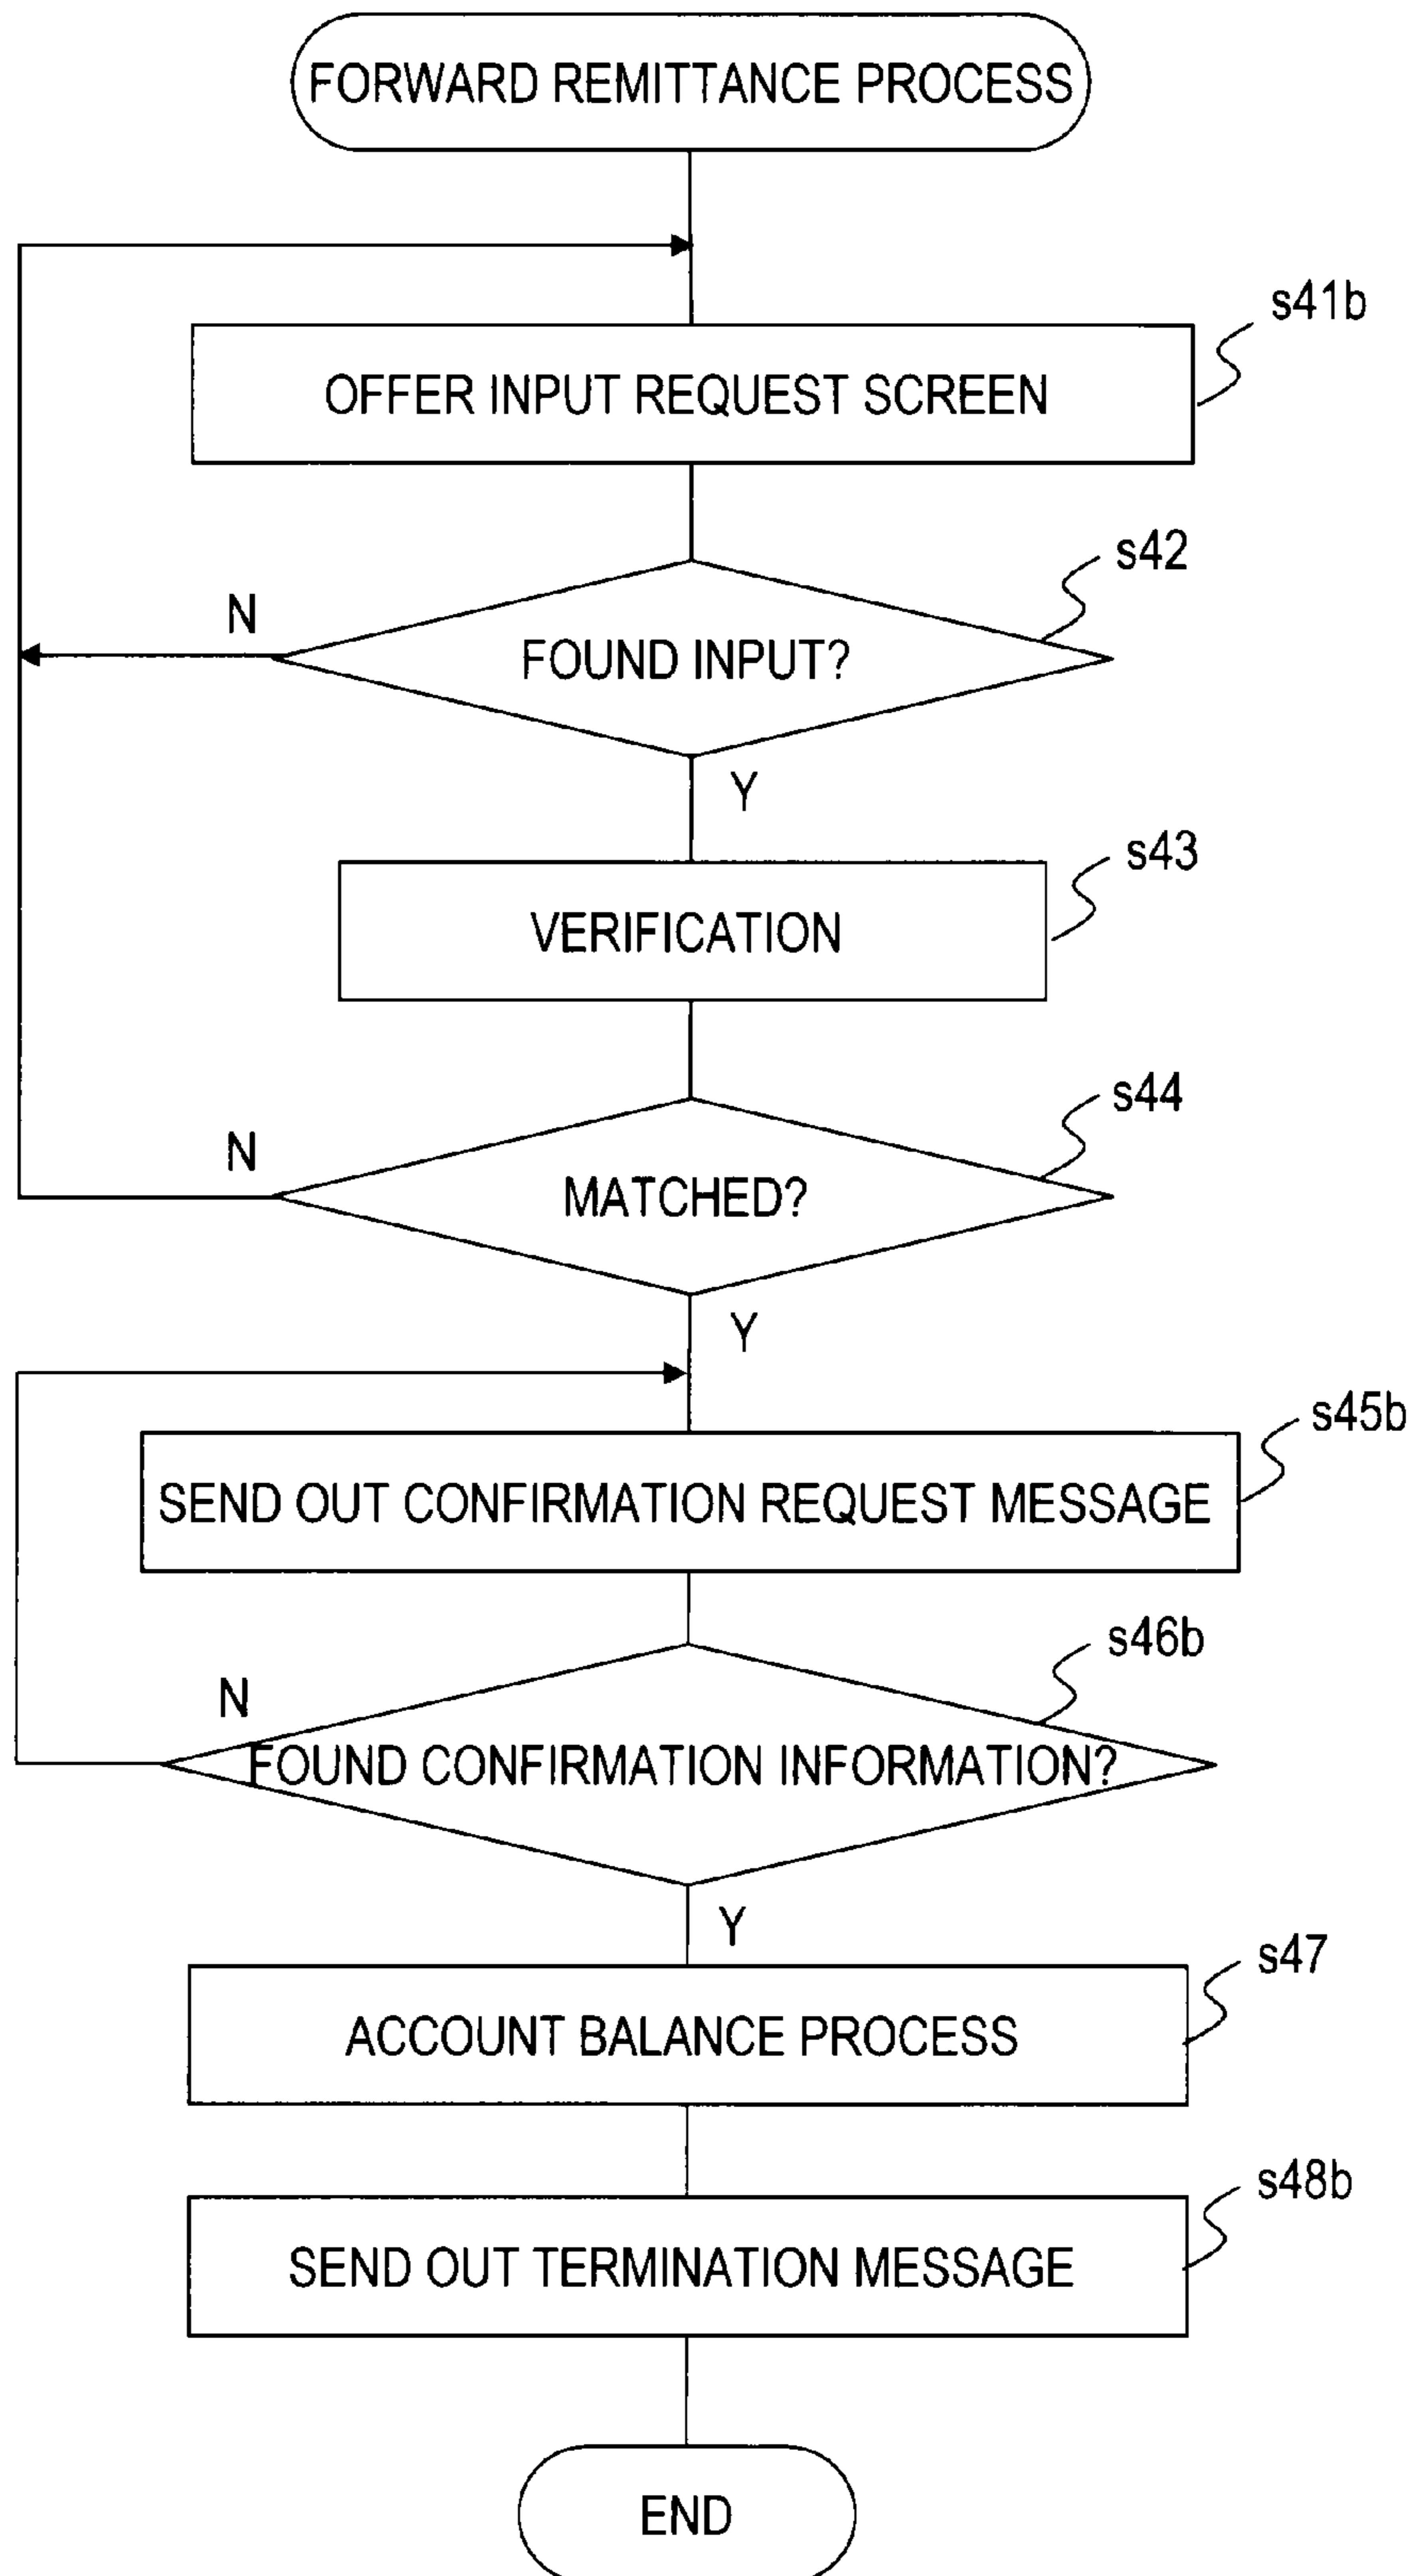 FORWARD REMITTANCE PROCESS
s41b
OFFER INPUT REQUEST SCREEN
s42
N
FOUND INPUT?
Y
s43
VERIFICATION
s44
N
MATCHED?
Y
s45b
SEND OUT CONFIRMATION REQUEST MESSAGE
s46b
N
FOUND CONFIRMATION INFORMATION?
Y
s47
ACCOUNT BALANCE PROCESS
s48b
SEND OUT TERMINATION MESSAGE
END